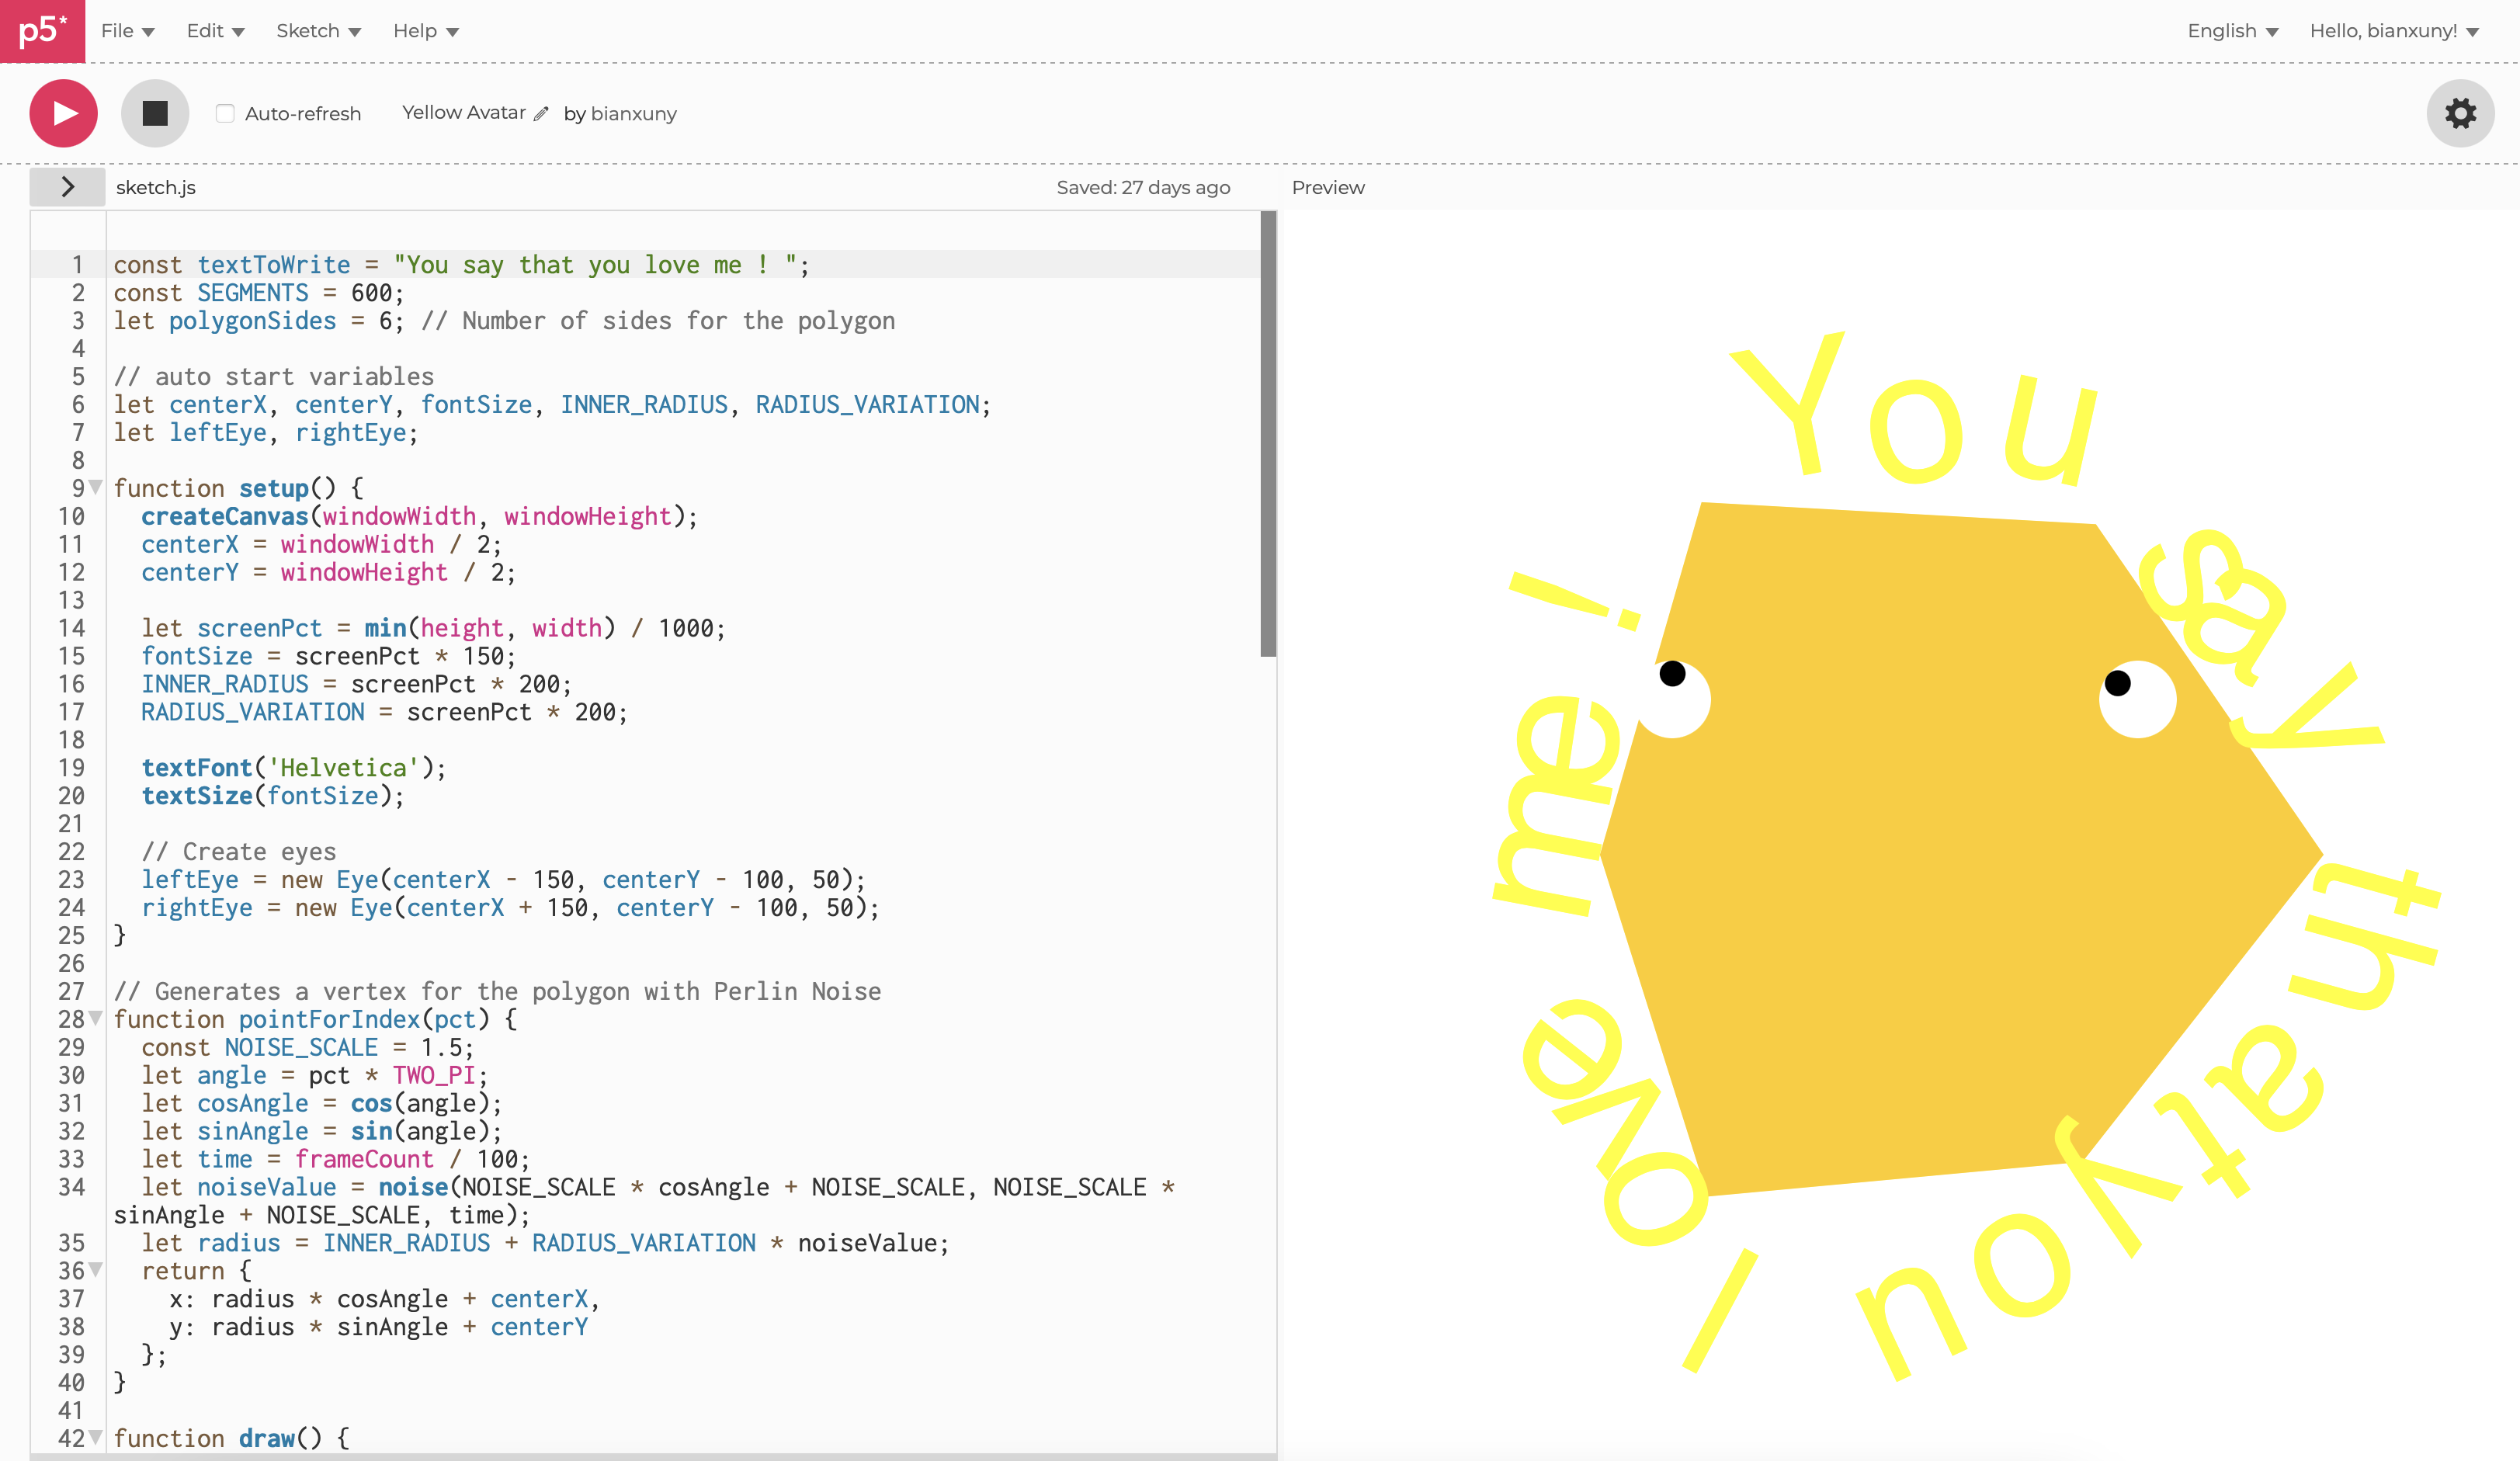 p5* File Edit Sketch Help English Hello, bianxuny!
Auto-refresh Yellow Avatar by bianxuny
sketch.js Saved: 27 days ago Preview
1 const textToWrite = "You say that you love me ! ";
2 const SEGMENTS = 600;
3 let polygonSides = 6; // Number of sides for the polygon
4
5 // auto start variables
6 let centerX, centerY, fontSize, INNER_RADIUS, RADIUS_VARIATION;
7 let leftEye, rightEye;
8
9 function setup() {
10 createCanvas(windowWidth, windowHeight);
11 centerX = windowWidth / 2;
12 centerY = windowHeight / 2;
13
14 let screenPct = min(height, width) / 1000;
15 fontSize = screenPct * 150;
16 INNER_RADIUS = screenPct * 200;
17 RADIUS_VARIATION = screenPct * 200;
18
19 textFont('Helvetica');
20 textSize(fontSize);
21
22 // Create eyes
23 leftEye = new Eye(centerX - 150, centerY - 100, 50);
24 rightEye = new Eye(centerX + 150, centerY - 100, 50);
25 }
26
27 // Generates a vertex for the polygon with Perlin Noise
28 function pointForIndex(pct) {
29 const NOISE_SCALE = 1.5;
30 let angle = pct * TWO_PI;
31 let cosAngle = cos(angle);
32 let sinAngle = sin(angle);
33 let time = frameCount / 100;
34 let noiseValue = noise(NOISE_SCALE * cosAngle + NOISE_SCALE, NOISE_SCALE *
sinAngle + NOISE_SCALE, time);
35 let radius = INNER_RADIUS + RADIUS_VARIATION * noiseValue;
36 return {
37 x: radius * cosAngle + centerX,
38 y: radius * sinAngle + centerY
39 };
40 }
41
42 function draw() {
You say that you love me !